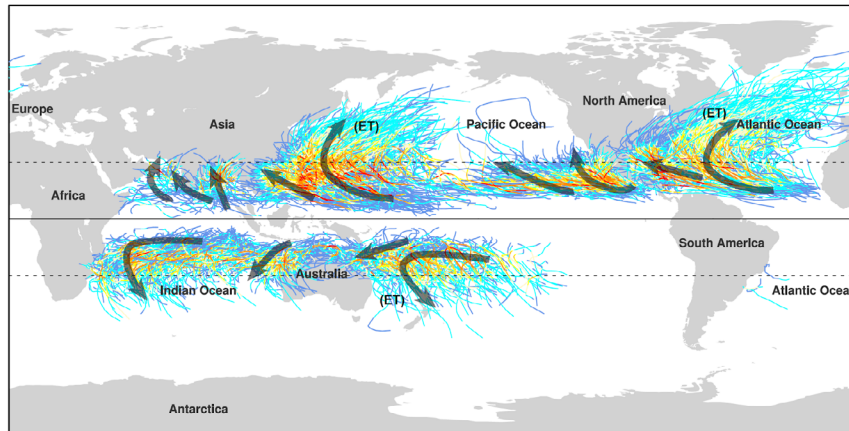 North America
Europe
Asia
(ET)
Pacific Ocean
(ET)
Atlantic Ocean
Africa
South America
Australia
Indian Ocean
(ET)
Atlantic Ocea
Antarctica